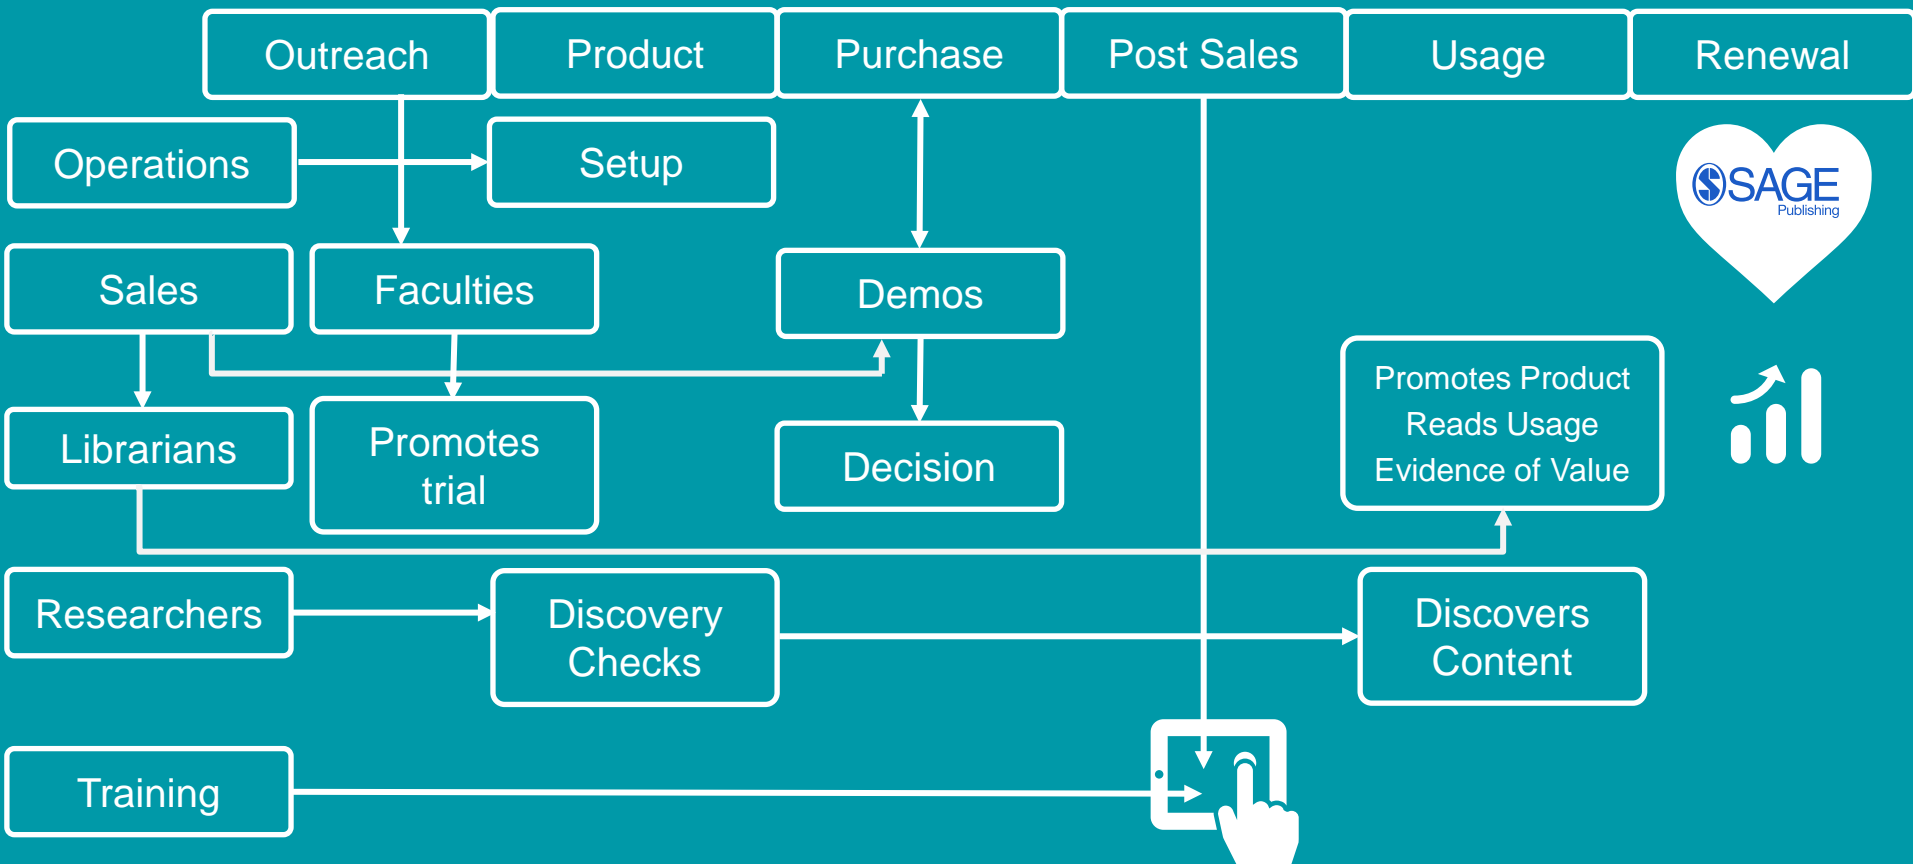 Outreach
Product
Purchase
Post Sales
Usage
Renewal
Operations
Setup
SAGE
Publishing
Sales
Faculties
Demos
Librarians
Promotes
trial
Decision
Promotes Product
Reads Usage
Evidence of Value
Researchers
Discovery
Checks
Discovers
Content
Training